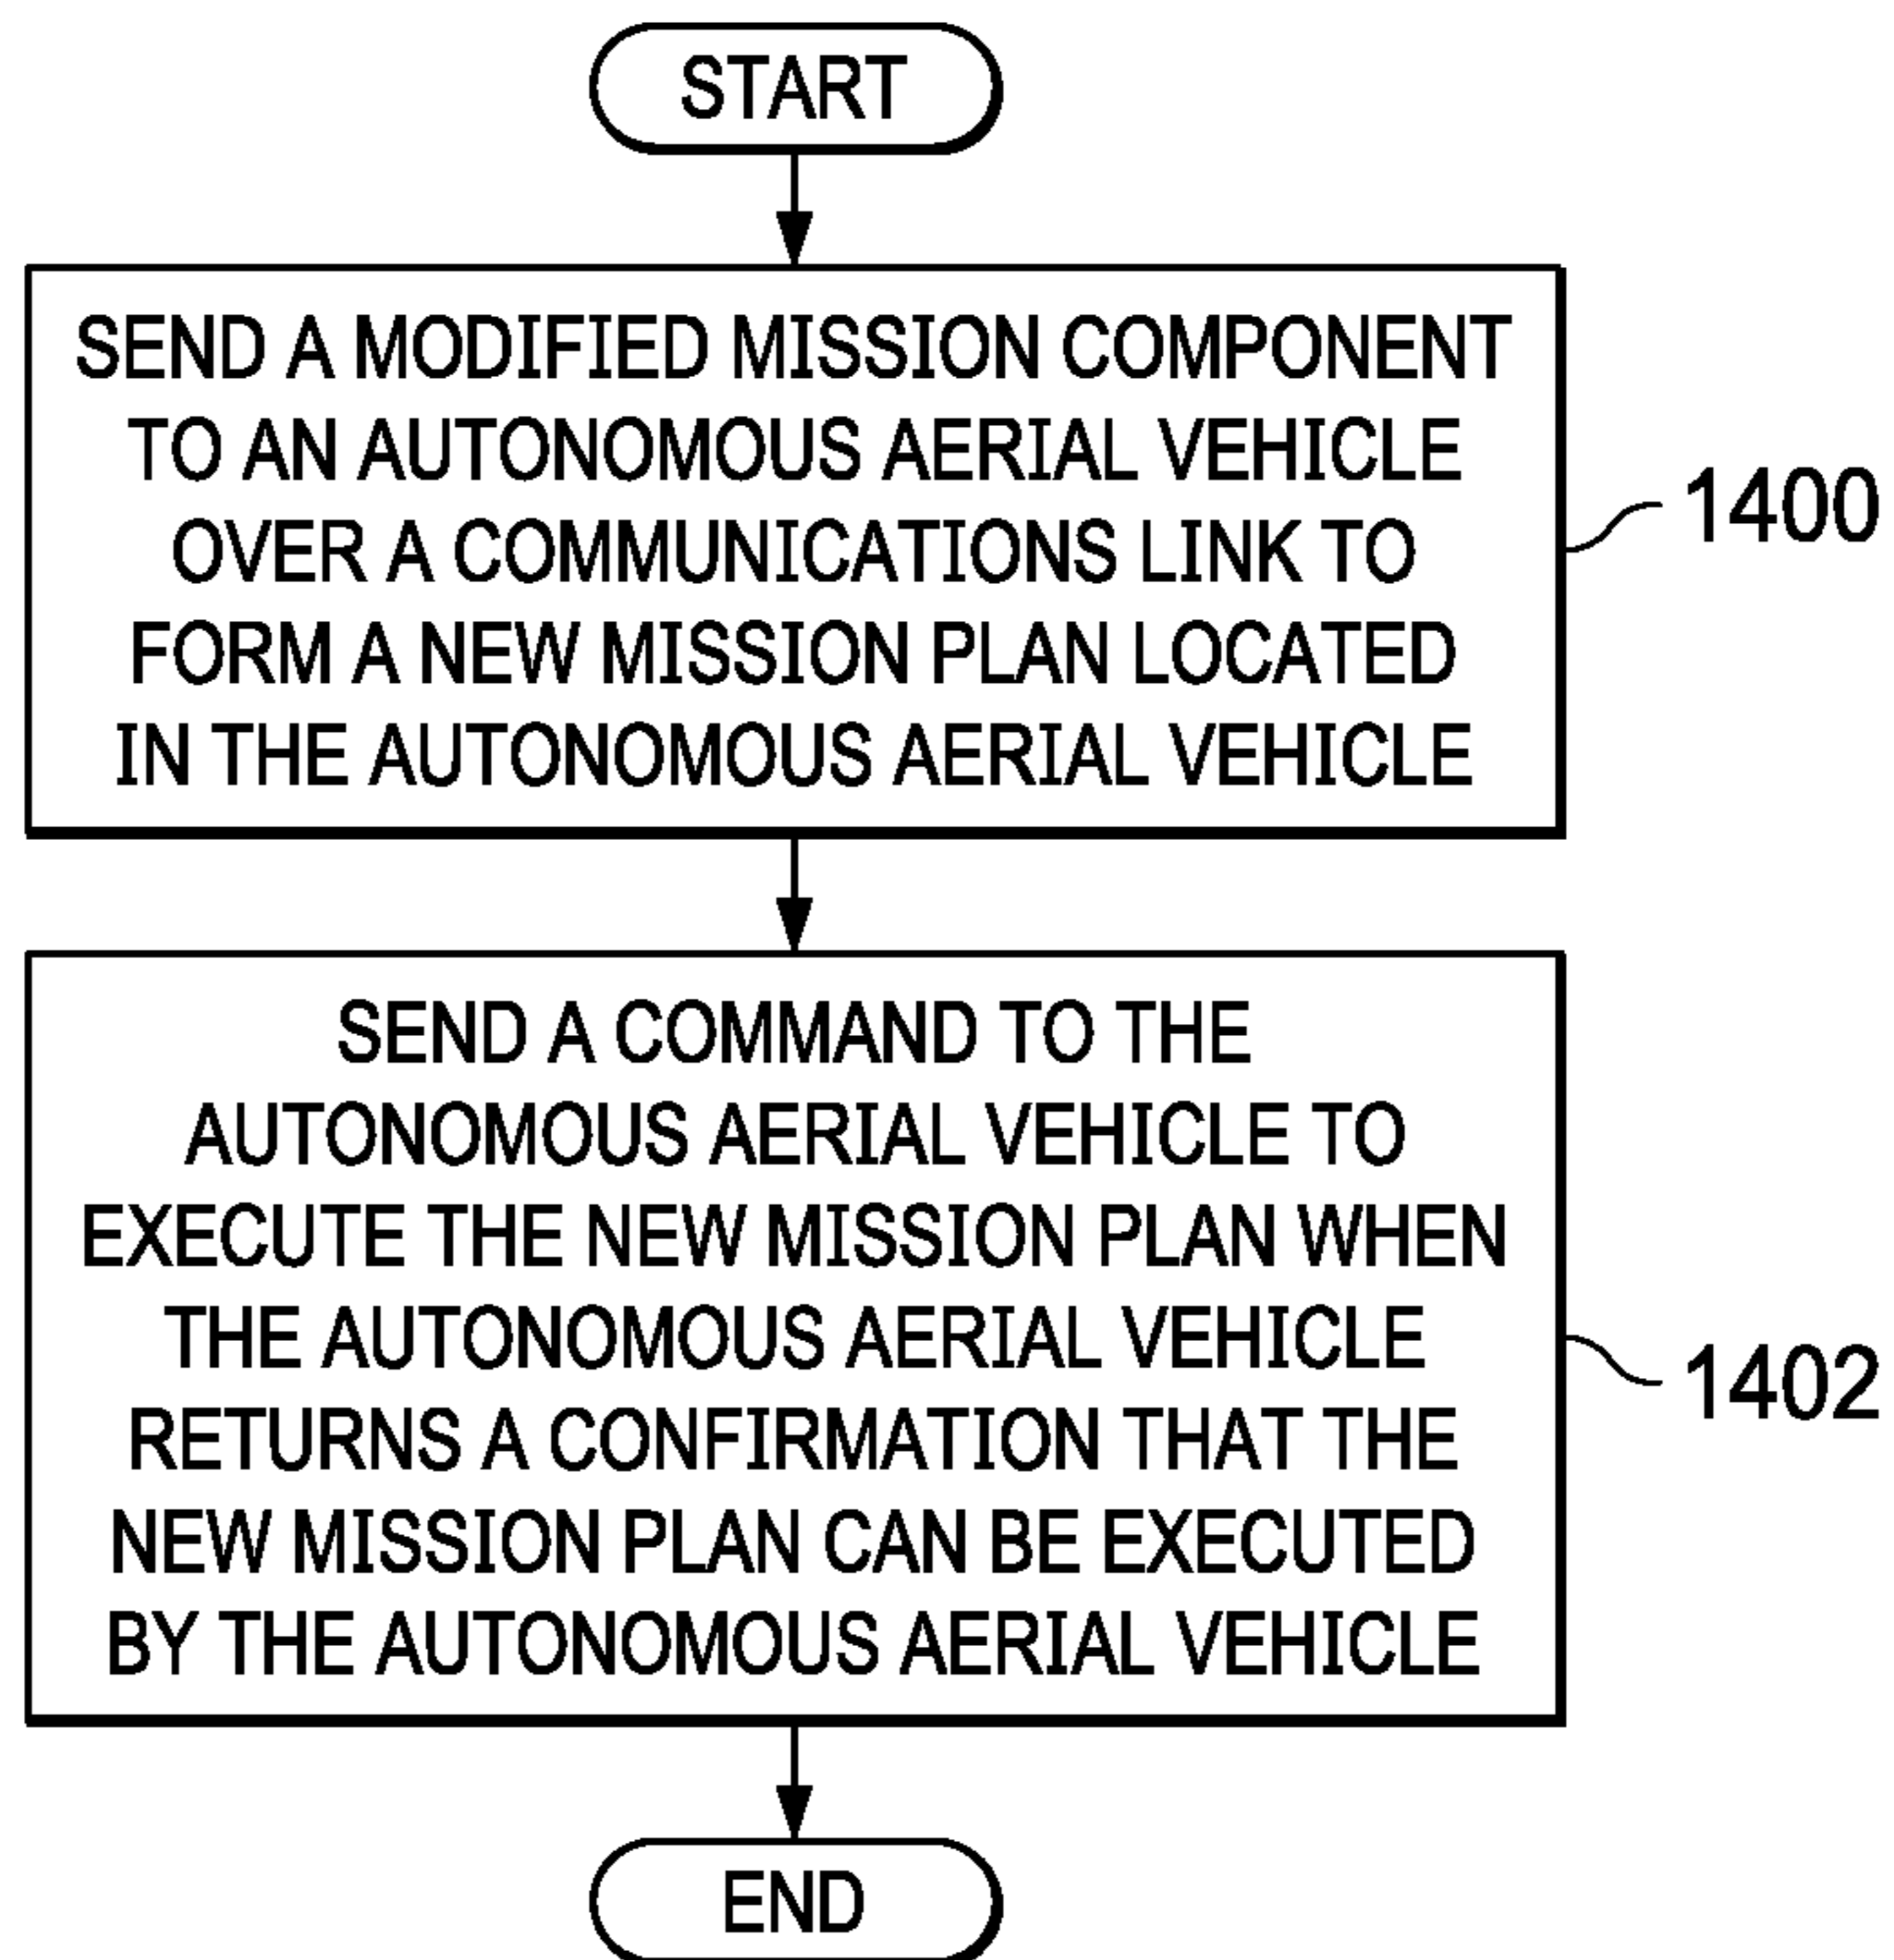 START
SEND A MODIFIED MISSION COMPONENT
TO AN AUTONOMOUS AERIAL VEHICLE
OVER A COMMUNICATIONS LINK TO
FORM A NEW MISSION PLAN LOCATED
IN THE AUTONOMOUS AERIAL VEHICLE
1400
SEND A COMMAND TO THE
AUTONOMOUS AERIAL VEHICLE TO
EXECUTE THE NEW MISSION PLAN WHEN
THE AUTONOMOUS AERIAL VEHICLE
RETURNS A CONFIRMATION THAT THE
NEW MISSION PLAN CAN BE EXECUTED
BY THE AUTONOMOUS AERIAL VEHICLE
1402
END